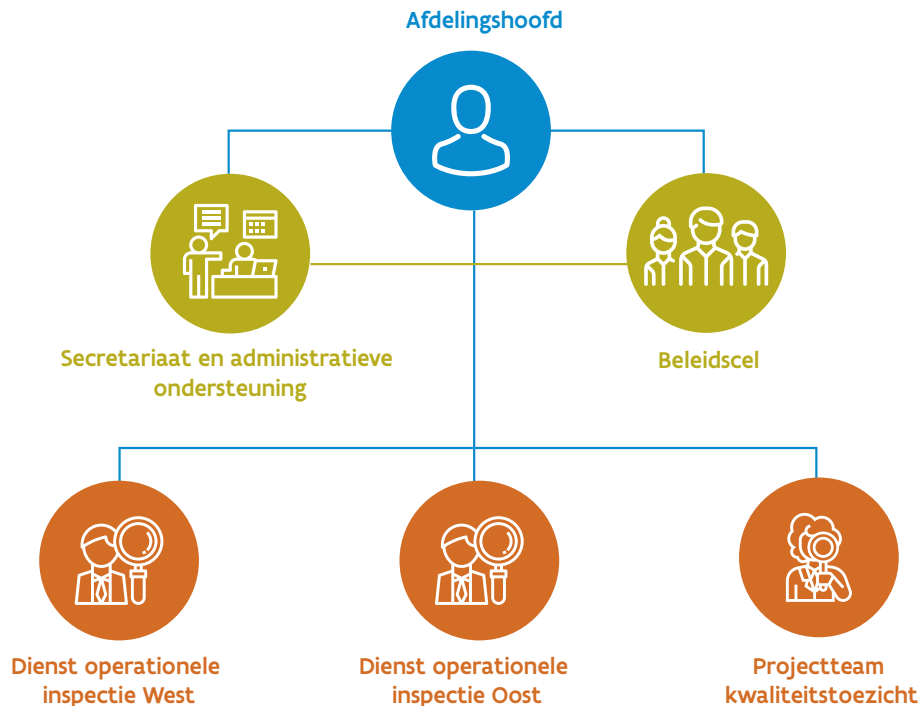 Afdelingshoofd
Secretariaat en administratieve
ondersteuning
Beleidscel
Dienst operationele
inspectie West
Dienst operationele
inspectie Oost
Projectteam
kwaliteitstoezicht